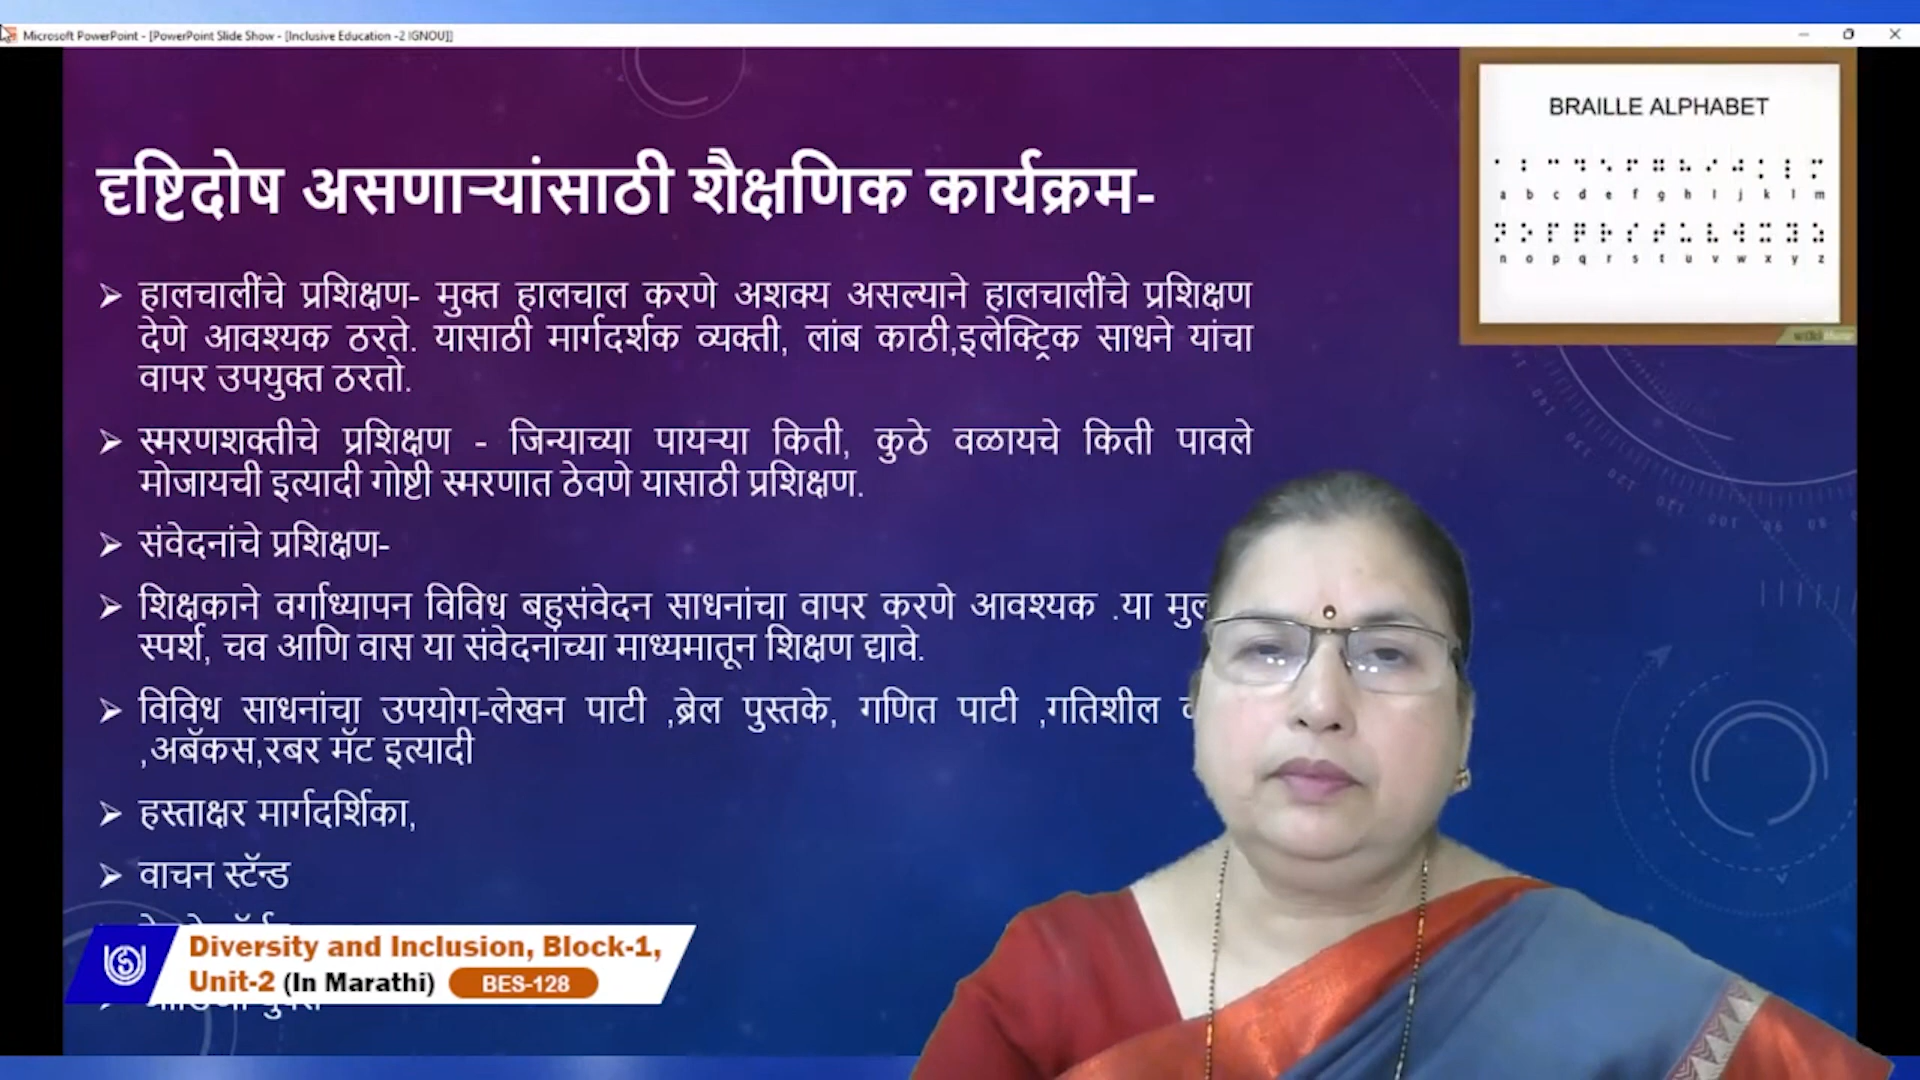 Microsoft PowerPoint - [PowerPoint Slide Show - [Inclusive Education -2 IGNOU]]
BRAILLE ALPHABET
a b c d e f g h i j k l m
n o p q r s t u v w x y z
दृष्टिदोष असणाऱ्यांसाठी शैक्षणिक कार्यक्रम-
हालचालींचे प्रशिक्षण- मुक्त हालचाल करणे अशक्य असल्याने हालचालींचे प्रशिक्षण
देणे आवश्यक ठरते. यासाठी मार्गदर्शक व्यक्ती, लांब काठी,इलेक्ट्रिक साधने यांचा
वापर उपयुक्त ठरतो.
स्मरणशक्तीचे प्रशिक्षण - जिन्याच्या पायऱ्या किती, कुठे वळायचे किती पावले
मोजायची इत्यादी गोष्टी स्मरणात ठेवणे यासाठी प्रशिक्षण.
संवेदनांचे प्रशिक्षण-
शिक्षकाने वर्गाध्यापन विविध बहुसंवेदन साधनांचा वापर करणे आवश्यक .या
स्पर्श, चव आणि वास या संवेदनांच्या माध्यमातून शिक्षण द्यावे.
विविध साधनांचा उपयोग-लेखन पाटी ,ब्रेल पुस्तके, गणित पाटी ,गतिशील
,अबॅकस,रबर मॅट इत्यादी
हस्ताक्षर मार्गदर्शिका,
वाचन स्टॅन्ड
Diversity and Inclusion, Block-1,
Unit-2 (In Marathi) BES-128